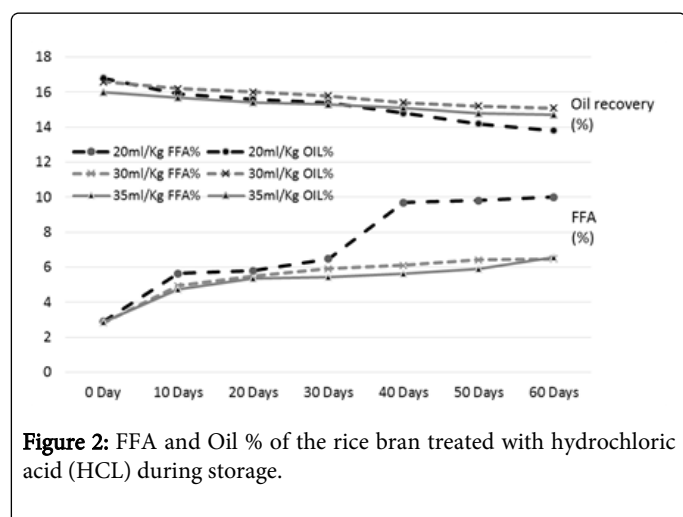 18
16
14
12
10
8
6
4
2
0
Oil recovery
(%)
20ml/Kg FFA% 20ml/Kg OIL%
30ml/Kg FFA% 30ml/Kg OIL%
35ml/Kg FFA% 35ml/Kg OIL%
FFA
(%)
0 Day 10 Days 20 Days 30 Days 40 Days 50 Days 60 Days
Figure 2: FFA and Oil % of the rice bran treated with hydrochloric
acid (HCL) during storage.